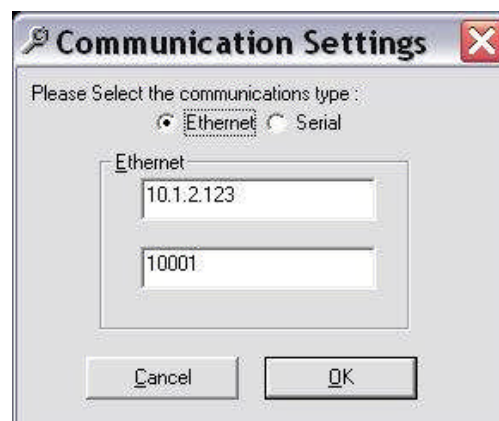 Communication Settings
Please Select the communications type :
Ethernet Serial
Ethernet
10.1.2.123
10001
Cancel OK